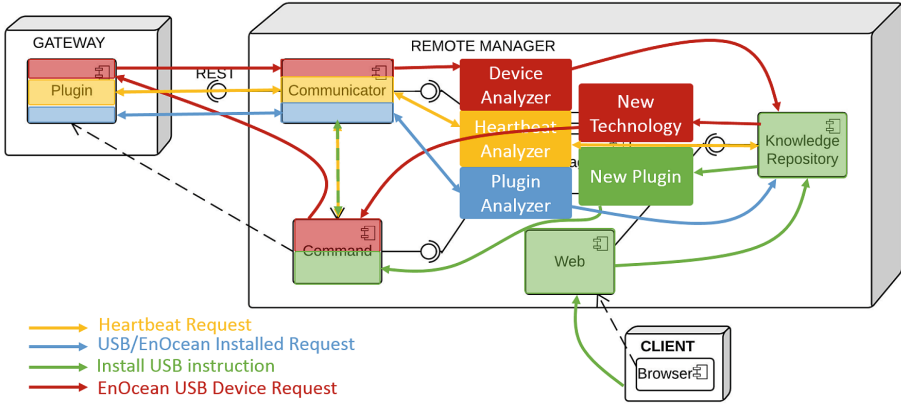 GATEWAY
Plugin
REST
REMOTE MANAGER
Communicator
Device
Analyzer
Heartbeat
Analyzer
Plugin
Analyzer
New
Technology
New Plugin
Knowledge
Repository
Command
Web
CLIENT
Browser
Heartbeat Request
USB/EnOcean Installed Request
Install USB instruction
EnOcean USB Device Request